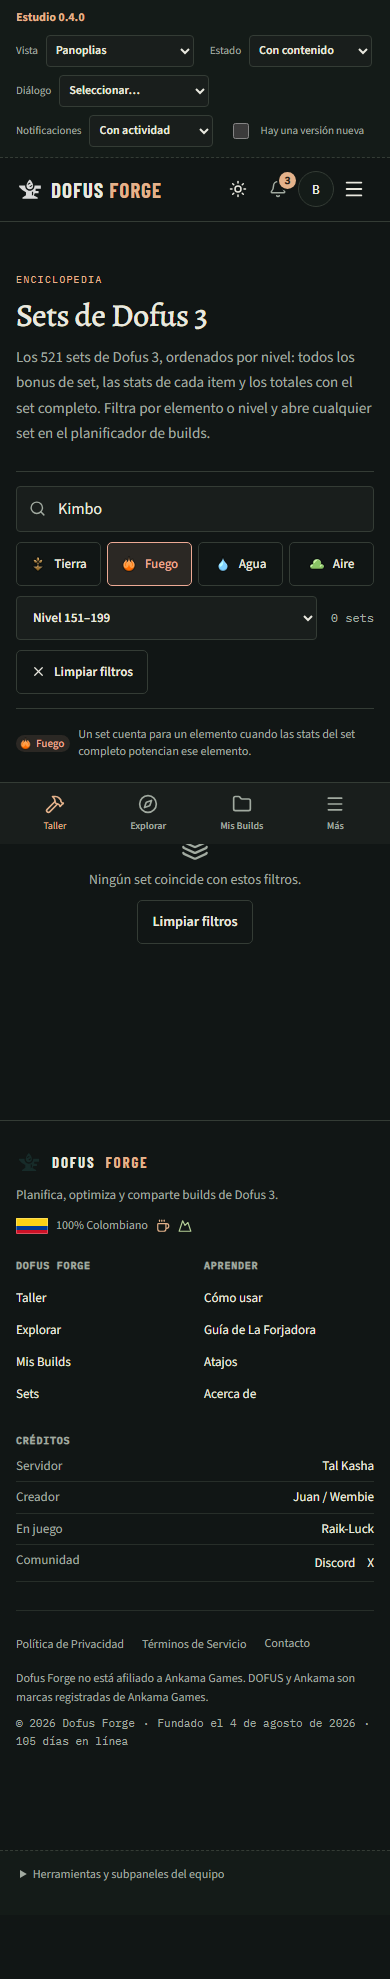 Estudio 0.4.0
Vista Panoplias Estado Con contenido
Diálogo Seleccionar...
Notificaciones Con actividad Hay una versión nueva
DOFUS FORGE 3 B
ENCICLOPEDIA
Sets de Dofus 3
Los 521 sets de Dofus 3, ordenados por nivel: todos los
bonus de set, las stats de cada item y los totales con el
set completo. Filtra por elemento o nivel y abre cualquier
set en el planificador de builds.
Kimbo
Tierra Fuego Agua Aire
Nivel 151–199 0 sets
Limpiar filtros
Fuego Un set cuenta para un elemento cuando las stats del set
completo potencian ese elemento.
Taller Explorar Mis Builds Más
Ningún set coincide con estos filtros.
Limpiar filtros
DOFUS FORGE
Planifica, optimiza y comparte builds de Dofus 3.
100% Colombiano
DOFUS FORGE APRENDER
Taller Cómo usar
Explorar Guía de La Forjadora
Mis Builds Atajos
Sets Acerca de
CRÉDITOS
Servidor Tal Kasha
Creador Juan / Wembie
En juego Raik-Luck
Comunidad Discord X
Política de Privacidad Términos de Servicio Contacto
Dofus Forge no está afiliado a Ankama Games. DOFUS y Ankama son
marcas registradas de Ankama Games.
© 2026 Dofus Forge · Fundado el 4 de agosto de 2026 ·
105 días en línea
Herramientas y subpaneles del equipo